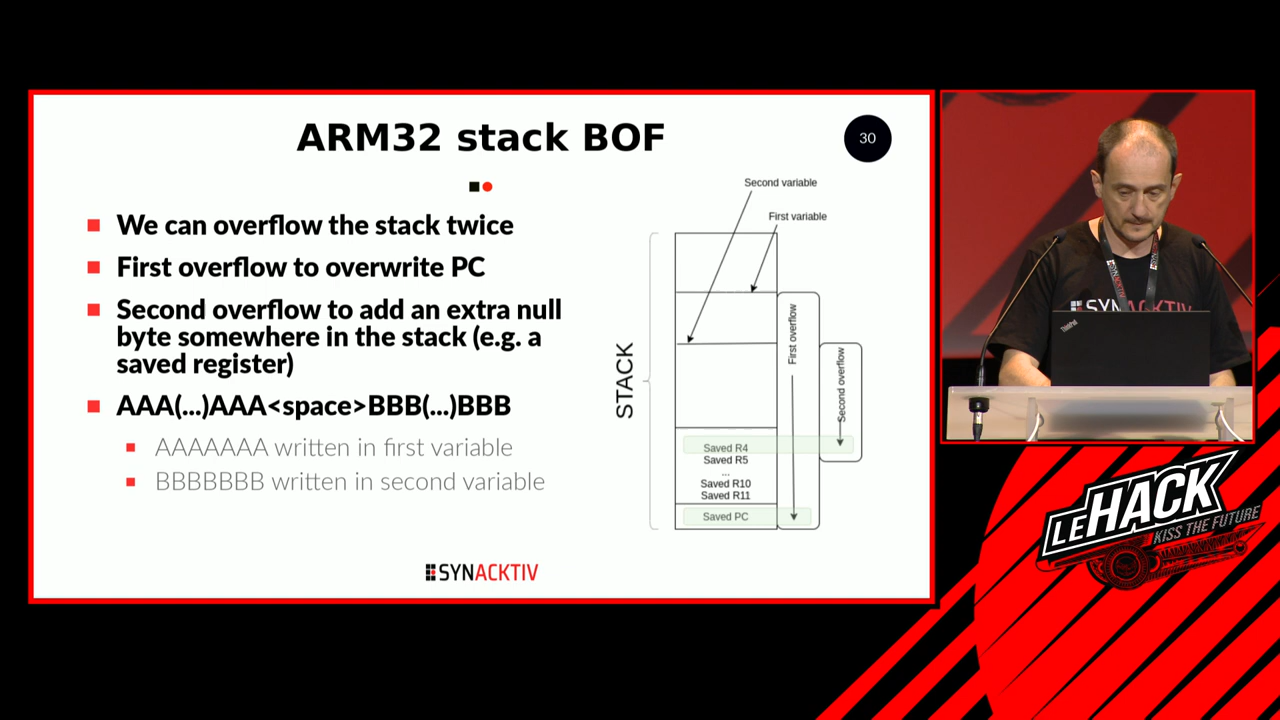 ARM32 stack BOF
30
We can overflow the stack twice
First overflow to overwrite PC
Second overflow to add an extra null
byte somewhere in the stack (e.g. a
saved register)
AAA(...)AAA<space>BBB(...)BBB
AAAAAAA written in first variable
BBBBBBB written in second variable
Second variable
First variable
STACK
First overflow
Second overflow
Saved R4
Saved R5
...
Saved R10
Saved R11
Saved PC
SYNACKTIV
SYNACKTIV
ThinkPad
LEHACK
KISS THE FUTURE